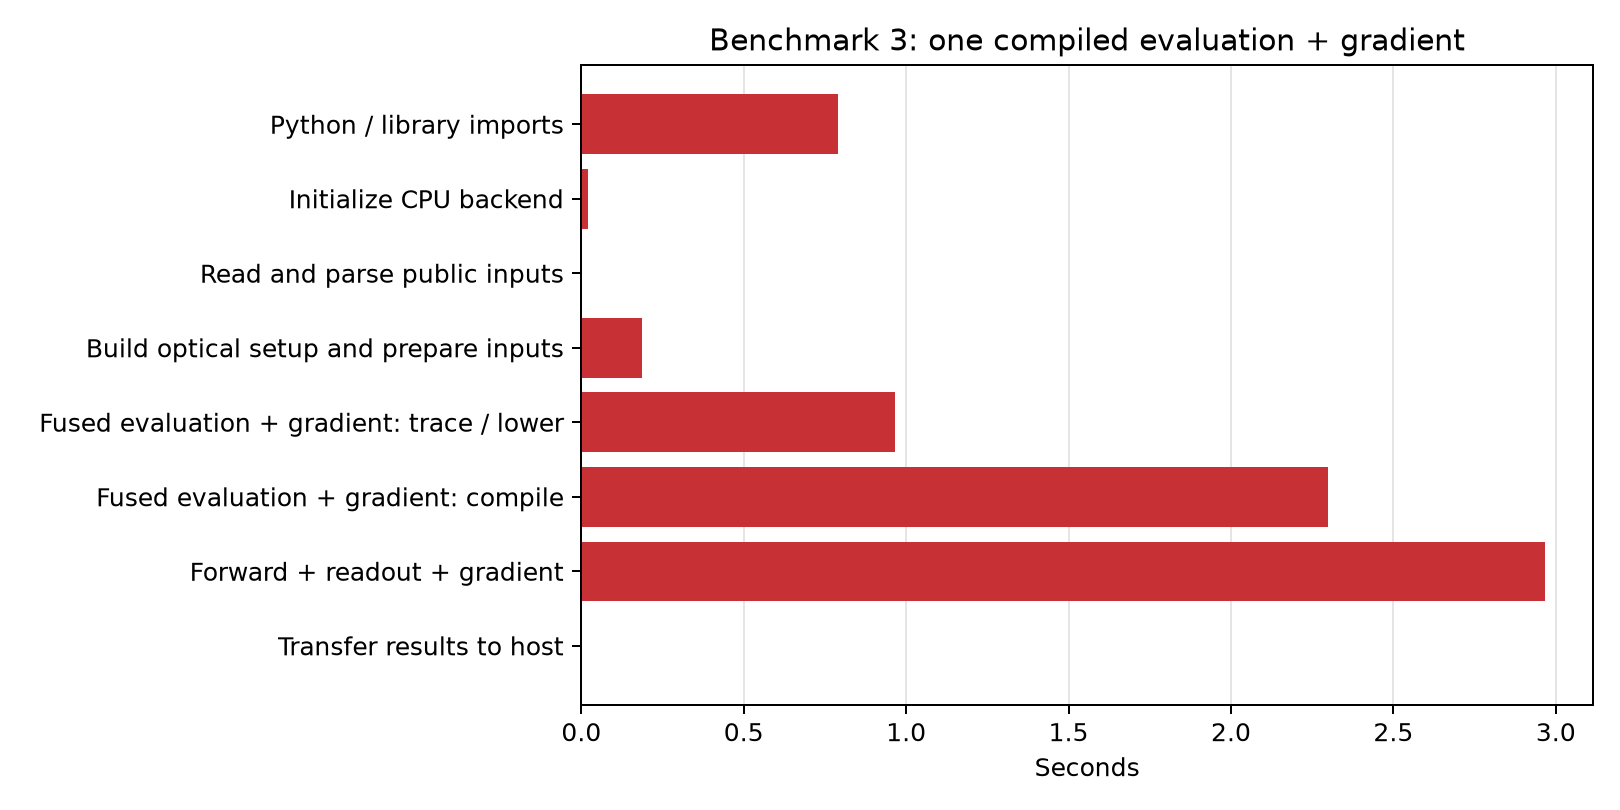 Benchmark 3: one compiled evaluation + gradient
Python / library imports
Initialize CPU backend
Read and parse public inputs
Build optical setup and prepare inputs
Fused evaluation + gradient: trace / lower
Fused evaluation + gradient: compile
Forward + readout + gradient
Transfer results to host
0.0 0.5 1.0 1.5 2.0 2.5 3.0
Seconds